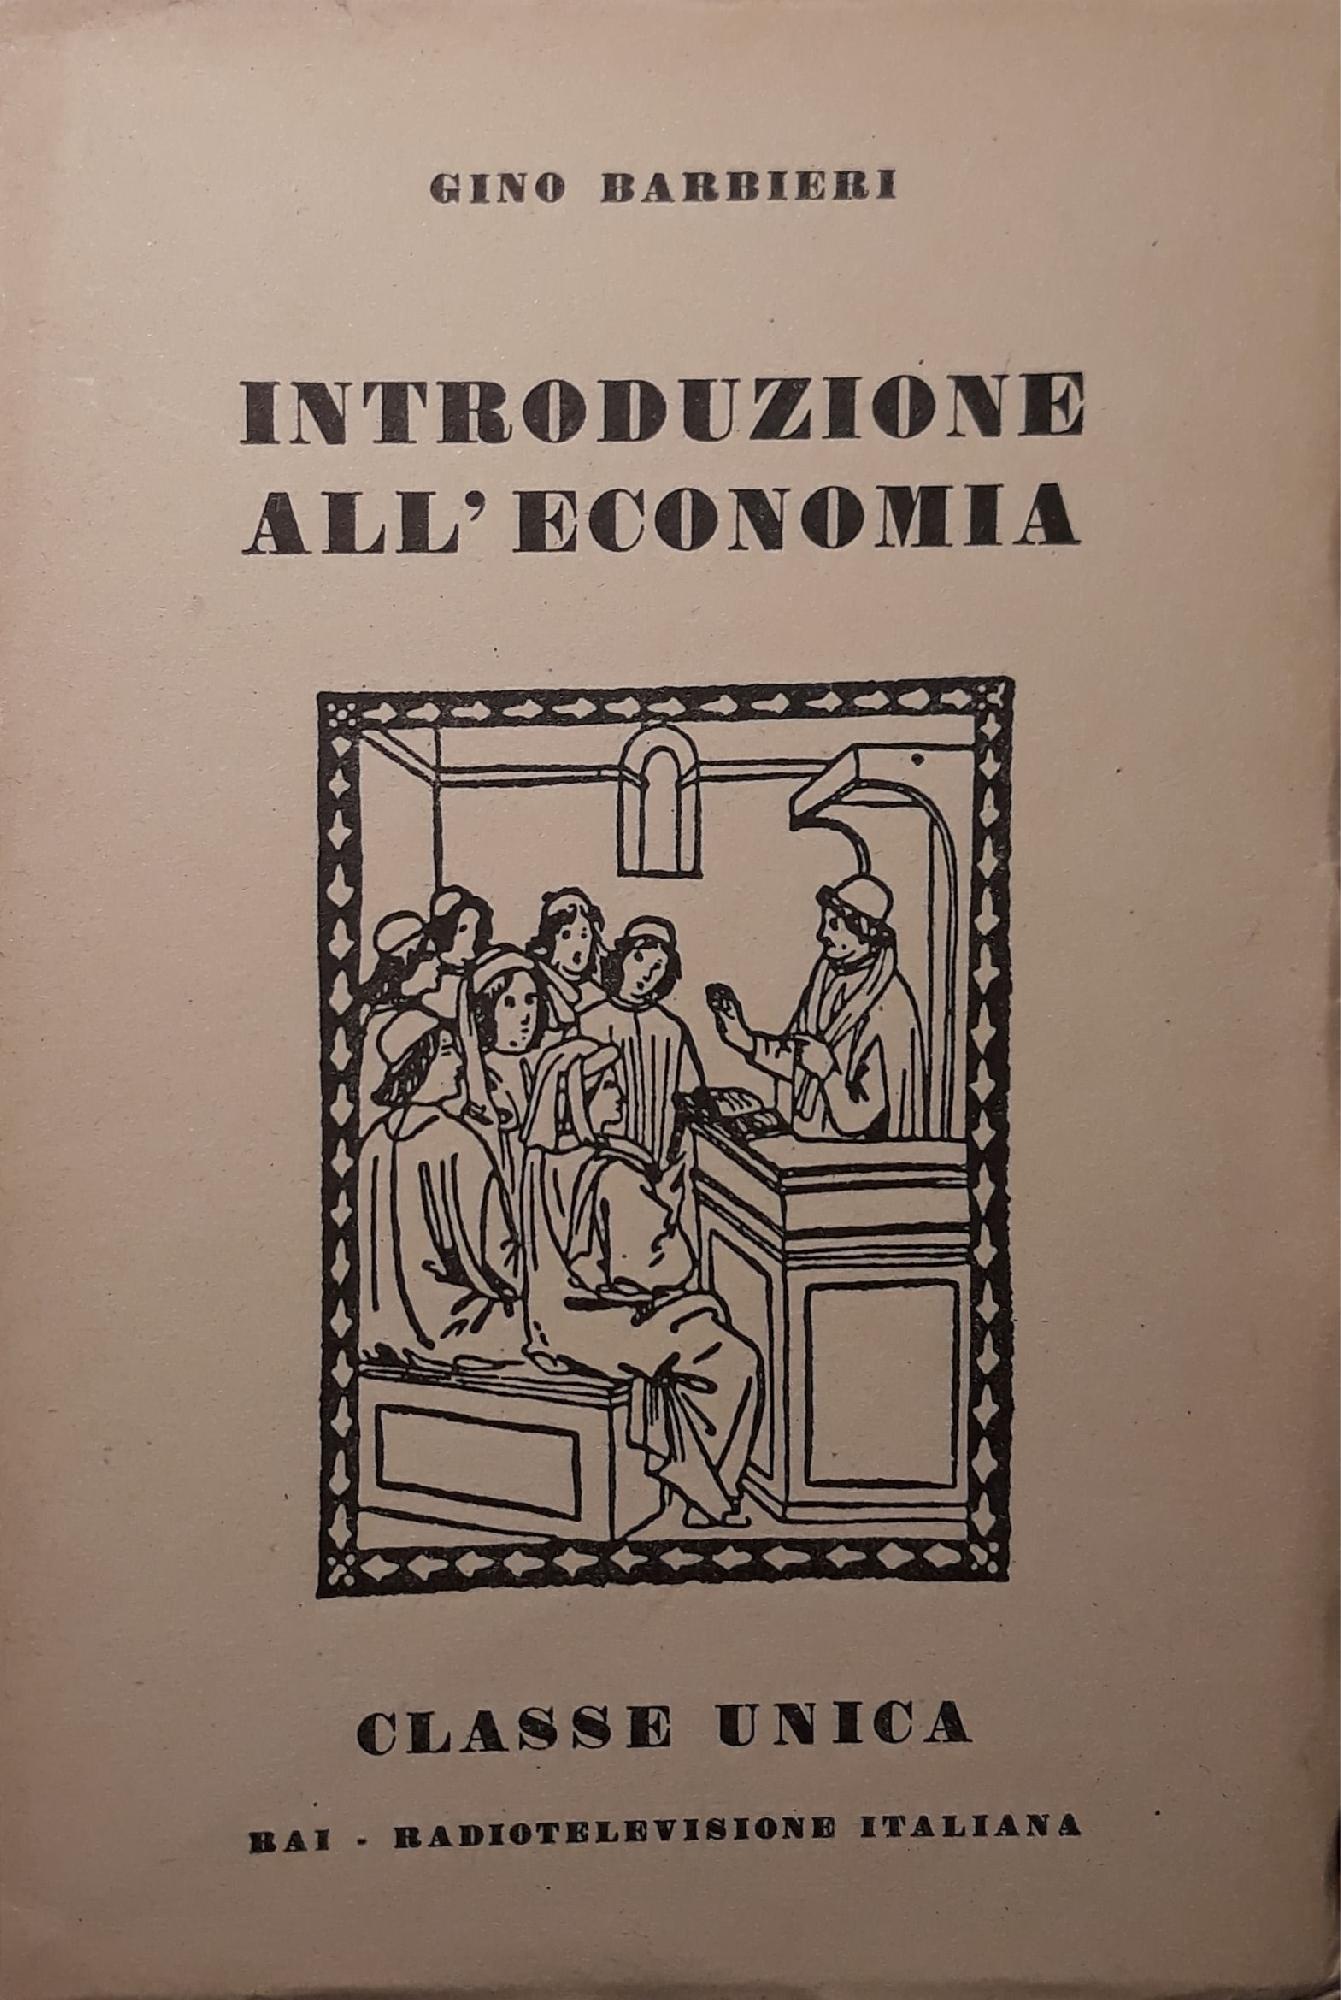 GINO BARBIERI
INTRODUZIONE
ALL'ECONOMIA
CLASSE UNICA
RAI - RADIOTELEVISIONE ITALIANA